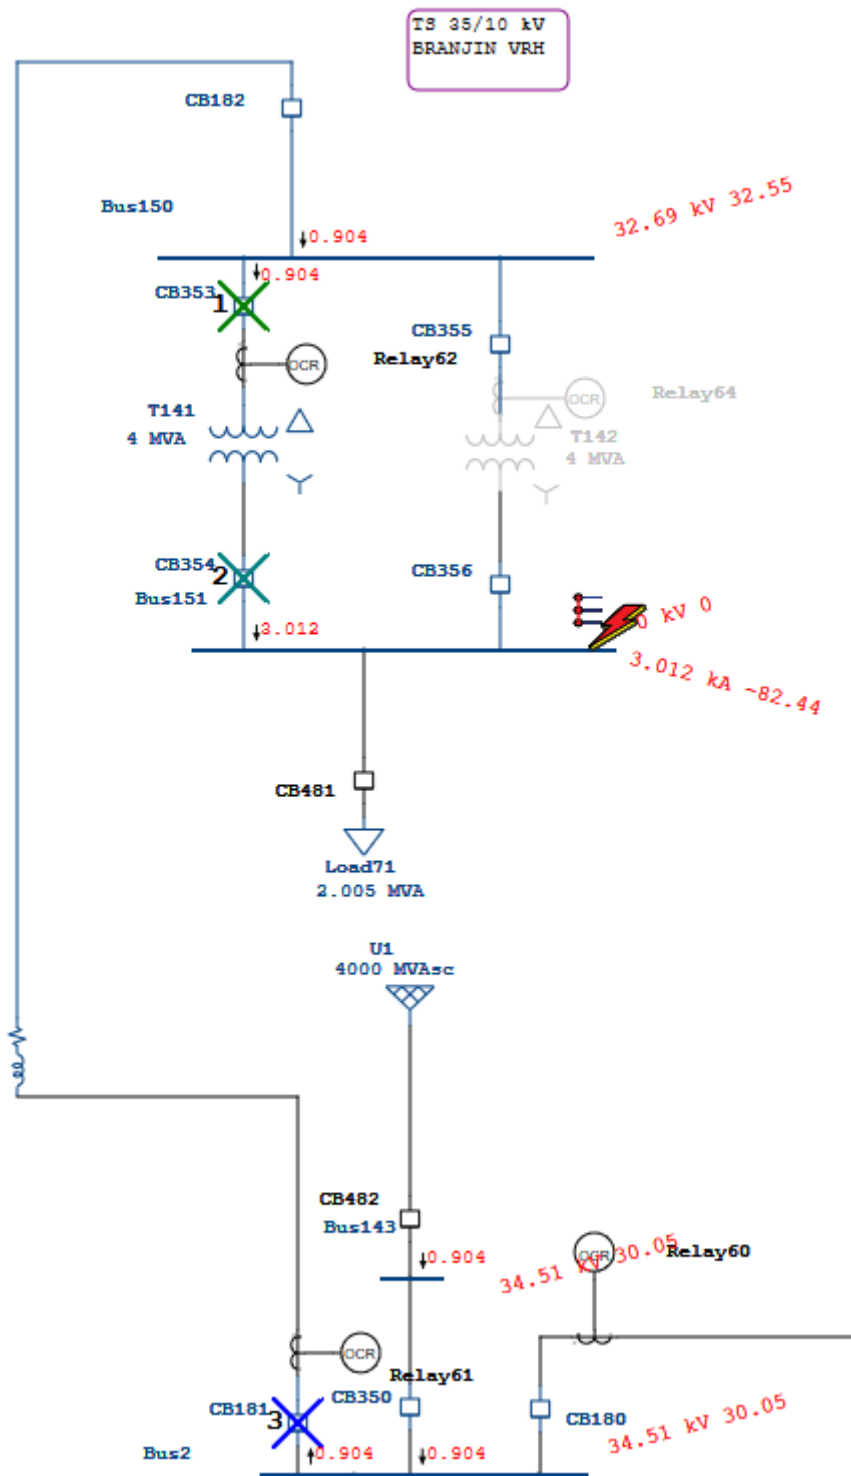 TS 35/10 kV
BRANJIN VRH
CB182
Bus150
32.69 kV 32.55
0.904
0.904
CB353
1
CB355
OCR
Relay62
OCR
Relay64
T141
4 MVA
T142
4 MVA
CB354
2
CB356
Bus151
0 kV 0
3.012
3.012 kA -82.44
CB481
Load71
2.005 MVA
U1
4000 MVAsc
CB482
Bus143
0.904
34.51 kV 30.05
OCR
Relay60
OCR
Relay61
CB350
CB181
3
CB180
34.51 kV 30.05
Bus2
0.904
0.904